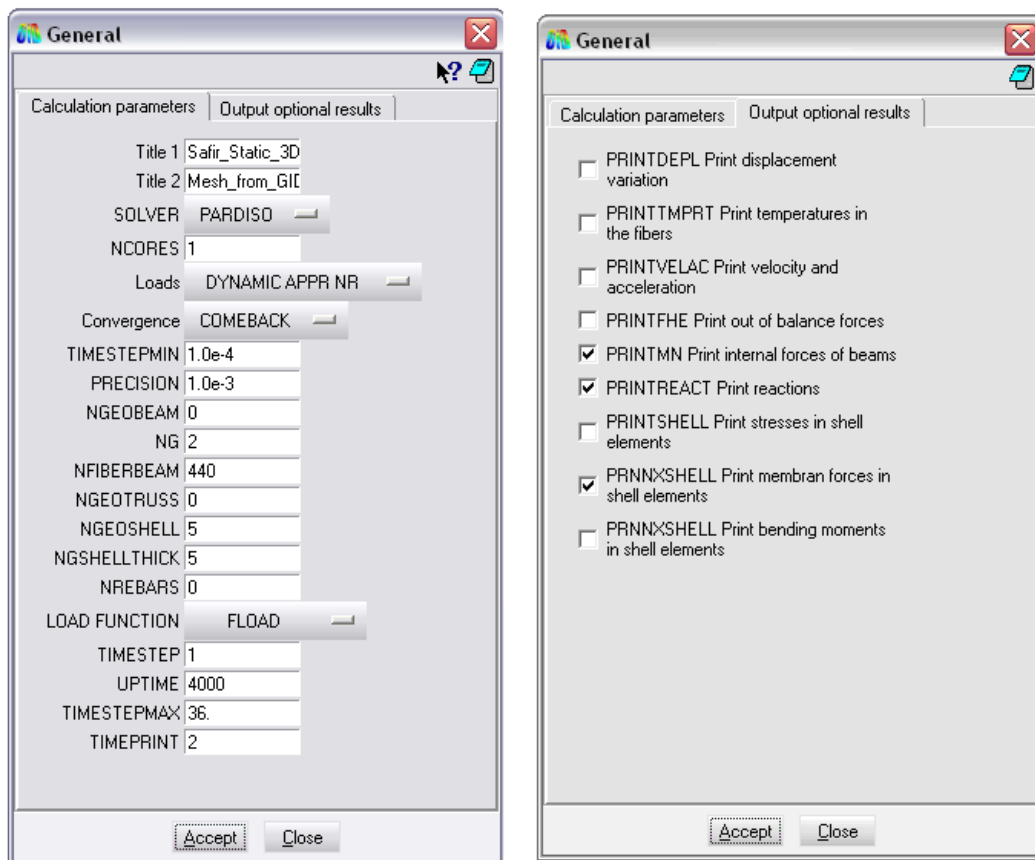 General
Calculation parameters
Output optional results
Title 1 Safir_Static_3D
Title 2 Mesh_from_GID
SOLVER PARDISO
NCORES 1
Loads DYNAMIC APPR NR
Convergence COMEBACK
TIMESTEPMIN 1.0e-4
PRECISION 1.0e-3
NGEOBEAM 0
NG 2
NFIBERBEAM 440
NGEOTRUSS 0
NGEOSHELL 5
NGSHELLTHICK 5
NREBARS 0
LOAD FUNCTION FLOAD
TIMESTEP 1
UPTIME 4000
TIMESTEPMAX 36.
TIMEPRINT 2
Accept Close
General
Calculation parameters
Output optional results
PRINTDEPL Print displacement
variation
PRINTTMPRT Print temperatures in
the fibers
PRINTVELAC Print velocity and
acceleration
PRINTFHE Print out of balance forces
PRINTMN Print internal forces of beams
PRINTREACT Print reactions
PRINTSHELL Print stresses in shell
elements
PRNNXSHELL Print membran forces in
shell elements
PRNNXSHELL Print bending moments
in shell elements
Accept Close